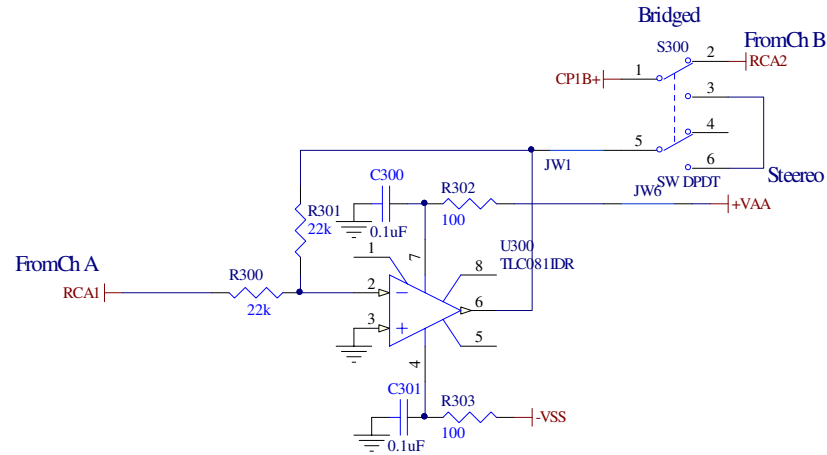 Bridged
S300
FromCh B
2
RCA2
1
CP1B+
3
4
5
JW1
6
SW DPDT
Steereo
C300
R302
JW6
+VAA
0.1uF
100
R301
22k
1
7
U300
TLC081IDR
FromCh A
8
RCA1
R300
22k
2
6
3
5
4
C301
R303
-VSS
0.1uF
100